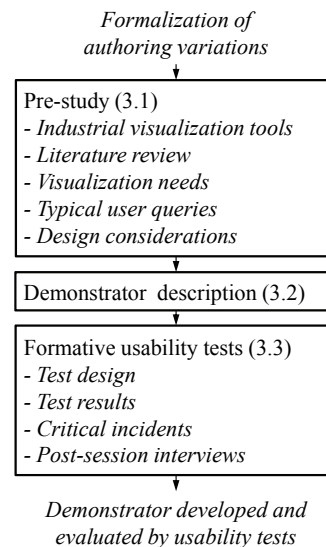 Formalization of
authoring variations
Pre-study (3.1)
- Industrial visualization tools
- Literature review
- Visualization needs
- Typical user queries
- Design considerations
Demonstrator description (3.2)
Formative usability tests (3.3)
- Test design
- Test results
- Critical incidents
- Post-session interviews
Demonstrator developed and
evaluated by usability tests